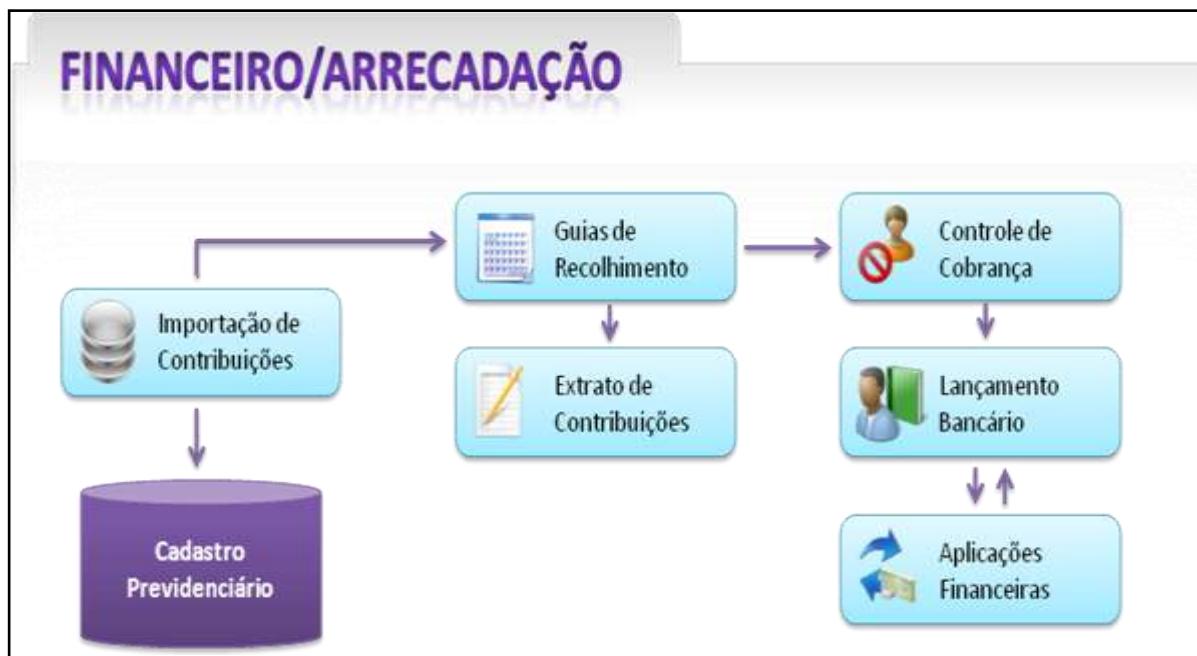 FINANCEIRO/ARRECADAÇÃO
Importação de
Contribuições
Cadastro
Previdenciário
Guias de
Recolhimento
Extrato de
Contribuições
Controle de
Cobrança
Lançamento
Bancário
Aplicações
Financeiras